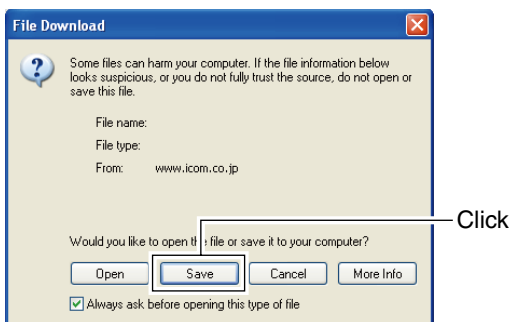 File Download
Some files can harm your computer. If the file information below
looks suspicious, or you do not fully trust the source, do not open or
save this file.
File name:
File type:
From: www.icom.co.jp
Click
Would you like to open the file or save it to your computer?
Open Save Cancel More Info
Always ask before opening this type of file